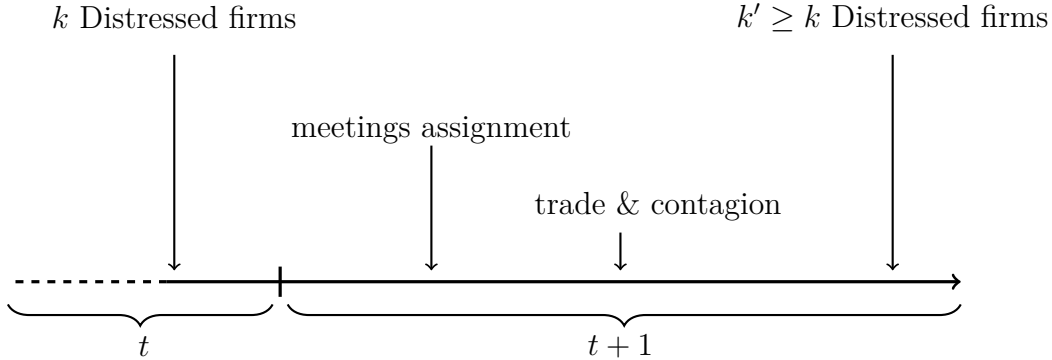 k Distressed firms
k′ ≥ k Distressed firms
meetings assignment
trade & contagion
t
t + 1